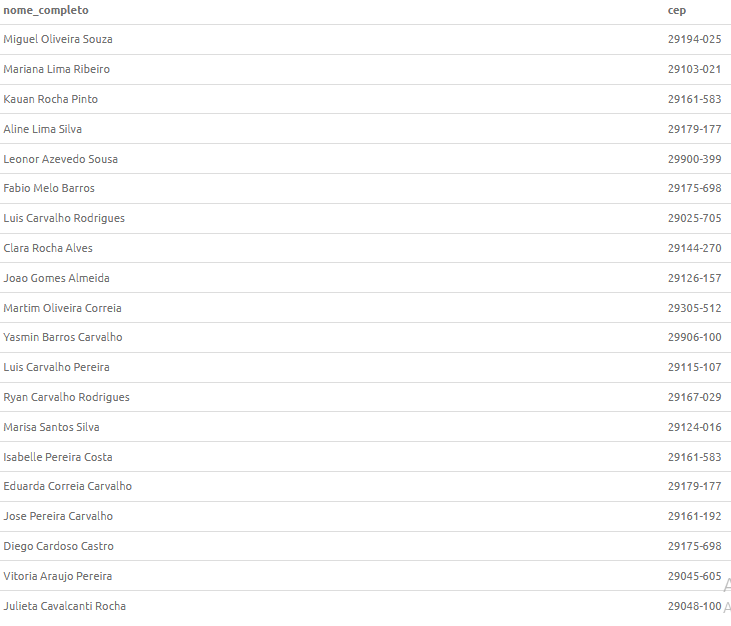 nome_completo cep
Miguel Oliveira Souza 29194-025
Mariana Lima Ribeiro 29103-021
Kauan Rocha Pinto 29161-583
Aline Lima Silva 29179-177
Leonor Azevedo Sousa 29900-399
Fabio Melo Barros 29175-698
Luis Carvalho Rodrigues 29025-705
Clara Rocha Alves 29144-270
Joao Gomes Almeida 29126-157
Martim Oliveira Correia 29305-512
Yasmin Barros Carvalho 29906-100
Luis Carvalho Pereira 29115-107
Ryan Carvalho Rodrigues 29167-029
Marisa Santos Silva 29124-016
Isabelle Pereira Costa 29161-583
Eduarda Correia Carvalho 29179-177
Jose Pereira Carvalho 29161-192
Diego Cardoso Castro 29175-698
Vitoria Araujo Pereira 29045-605
Julieta Cavalcanti Rocha 29048-100